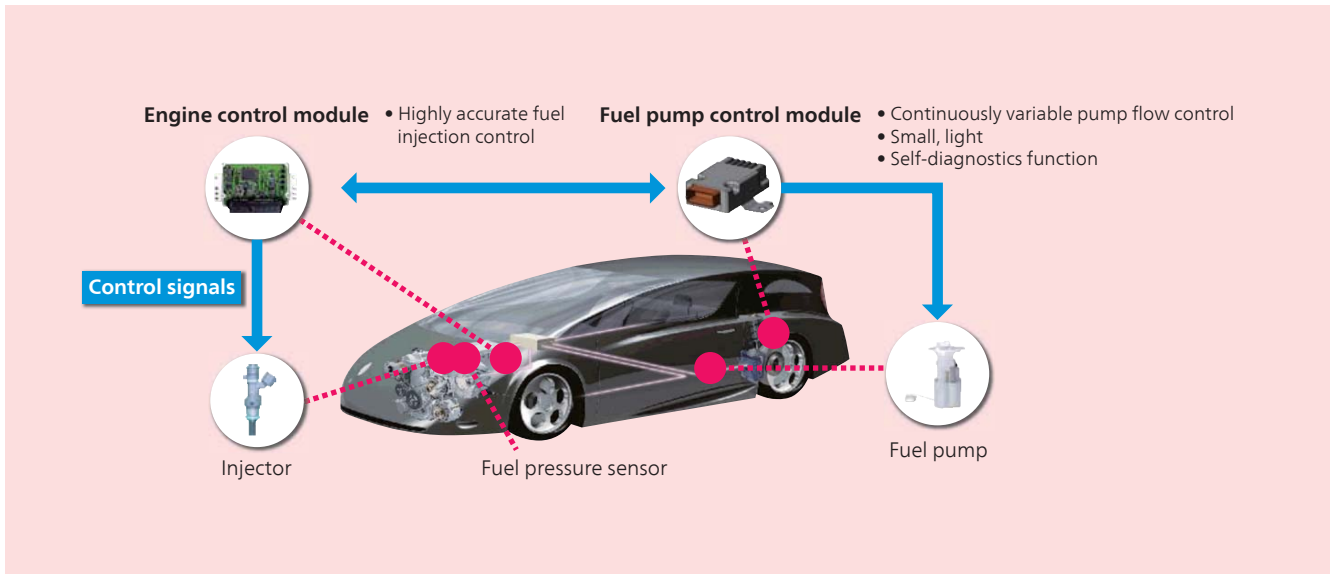 Engine control module
• Highly accurate fuel
injection control
Fuel pump control module
• Continuously variable pump flow control
• Small, light
• Self-diagnostics function
Control signals
Injector
Fuel pressure sensor
Fuel pump